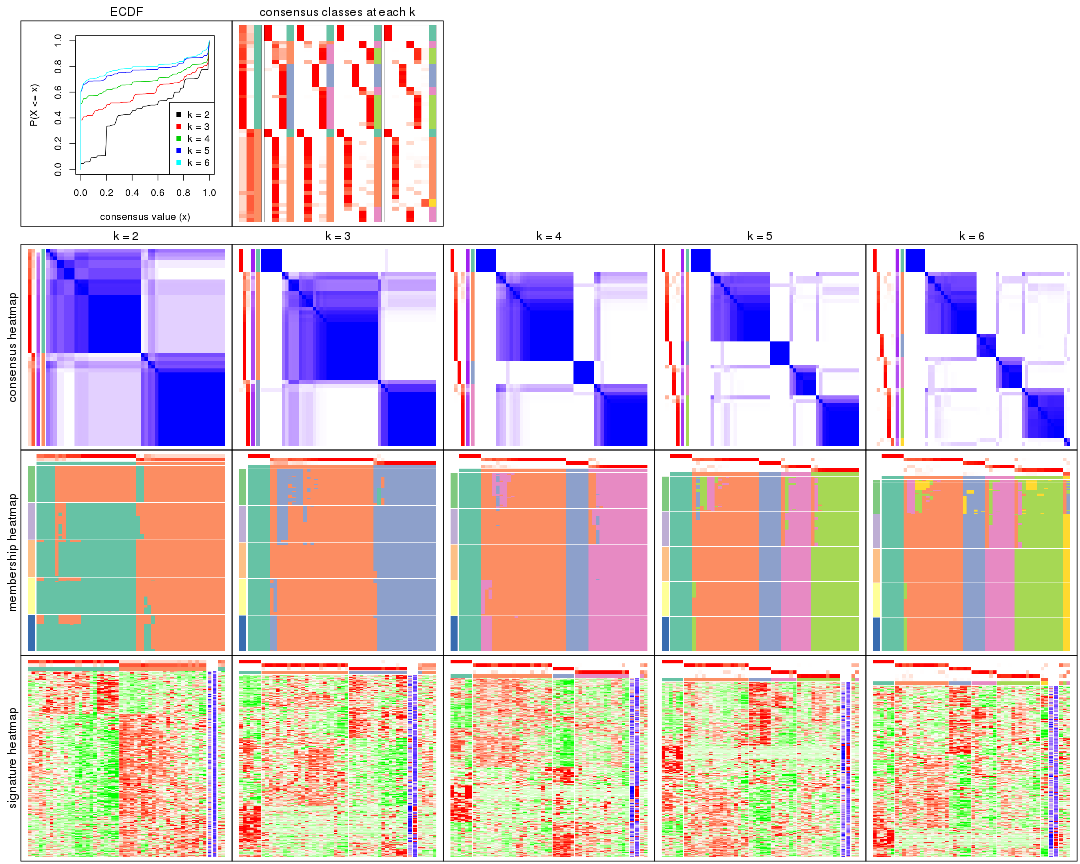 ECDF
consensus classes at each k
P(X <= x)
0.0 0.2 0.4 0.6 0.8 1.0
k = 2
k = 3
k = 4
k = 5
k = 6
0.0 0.2 0.4 0.6 0.8 1.0
consensus value (x)
k = 2 k = 3 k = 4 k = 5 k = 6
consensus heatmap
membership heatmap
signature heatmap